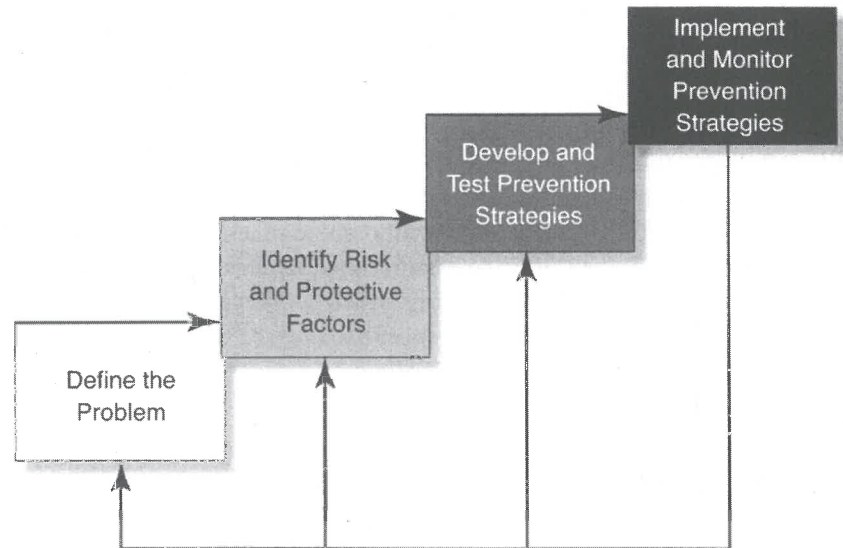 Implement
and Monitor
Prevention
Strategies
Develop and
Test Prevention
Strategies
Identify Risk
and Protective
Factors
Define the
Problem